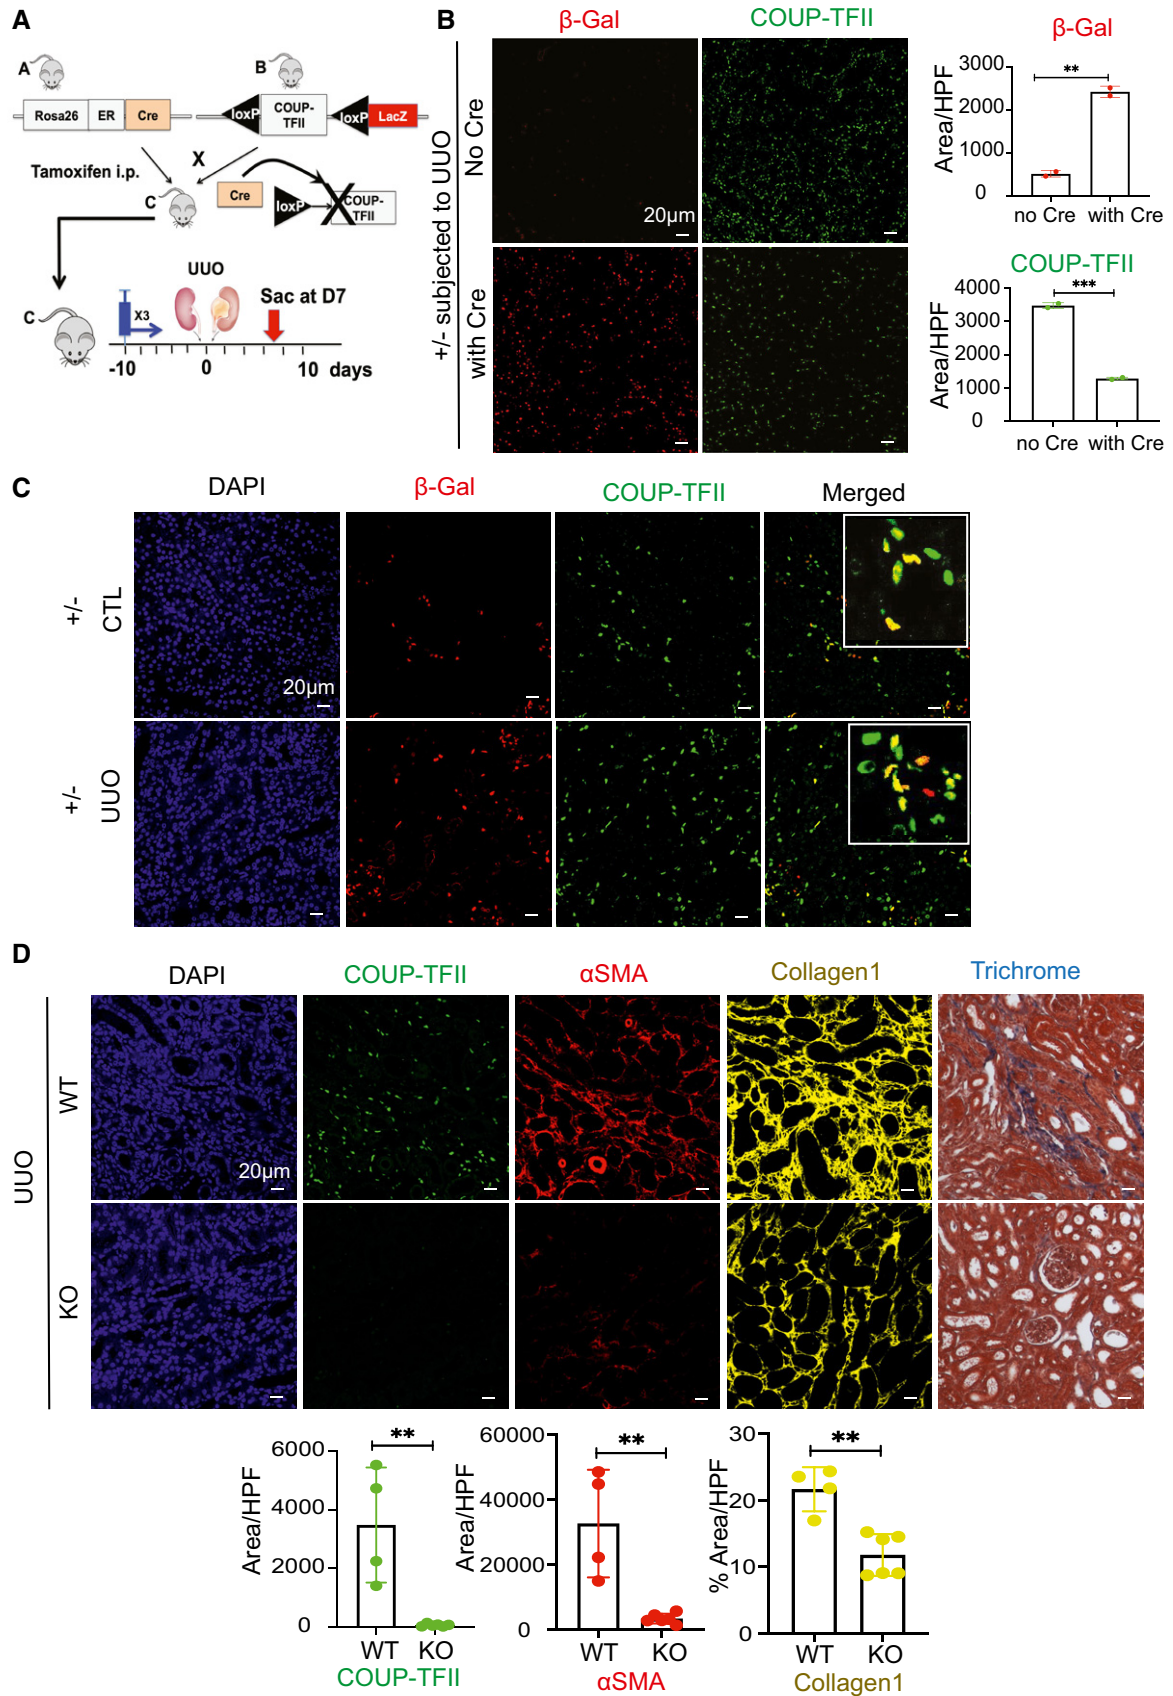 A
A
B
Rosa26 ER Cre
loxP COUP-TFII loxP LacZ
Tamoxifen i.p.
X
C
Cre
loxP COUP-TFII
C
X3
UUO
Sac at D7
-10 0 10 days
B
β-Gal COUP-TFII
+/- subjected to UUO
No Cre
with Cre
20μm
β-Gal
**
Area/HPF
3000
2000
1000
0
no Cre with Cre
COUP-TFII
***
Area/HPF
4000
3000
2000
1000
0
no Cre with Cre
C
DAPI β-Gal COUP-TFII Merged
+/-
CTL
20μm
+/-
UUO
D
DAPI COUP-TFII αSMA Collagen1 Trichrome
UUO
WT
20μm
KO
**
Area/HPF
6000
4000
2000
0
WT KO
COUP-TFII
**
Area/HPF
60000
40000
20000
0
WT KO
αSMA
**
% Area/HPF
30
20
10
0
WT KO
Collagen1